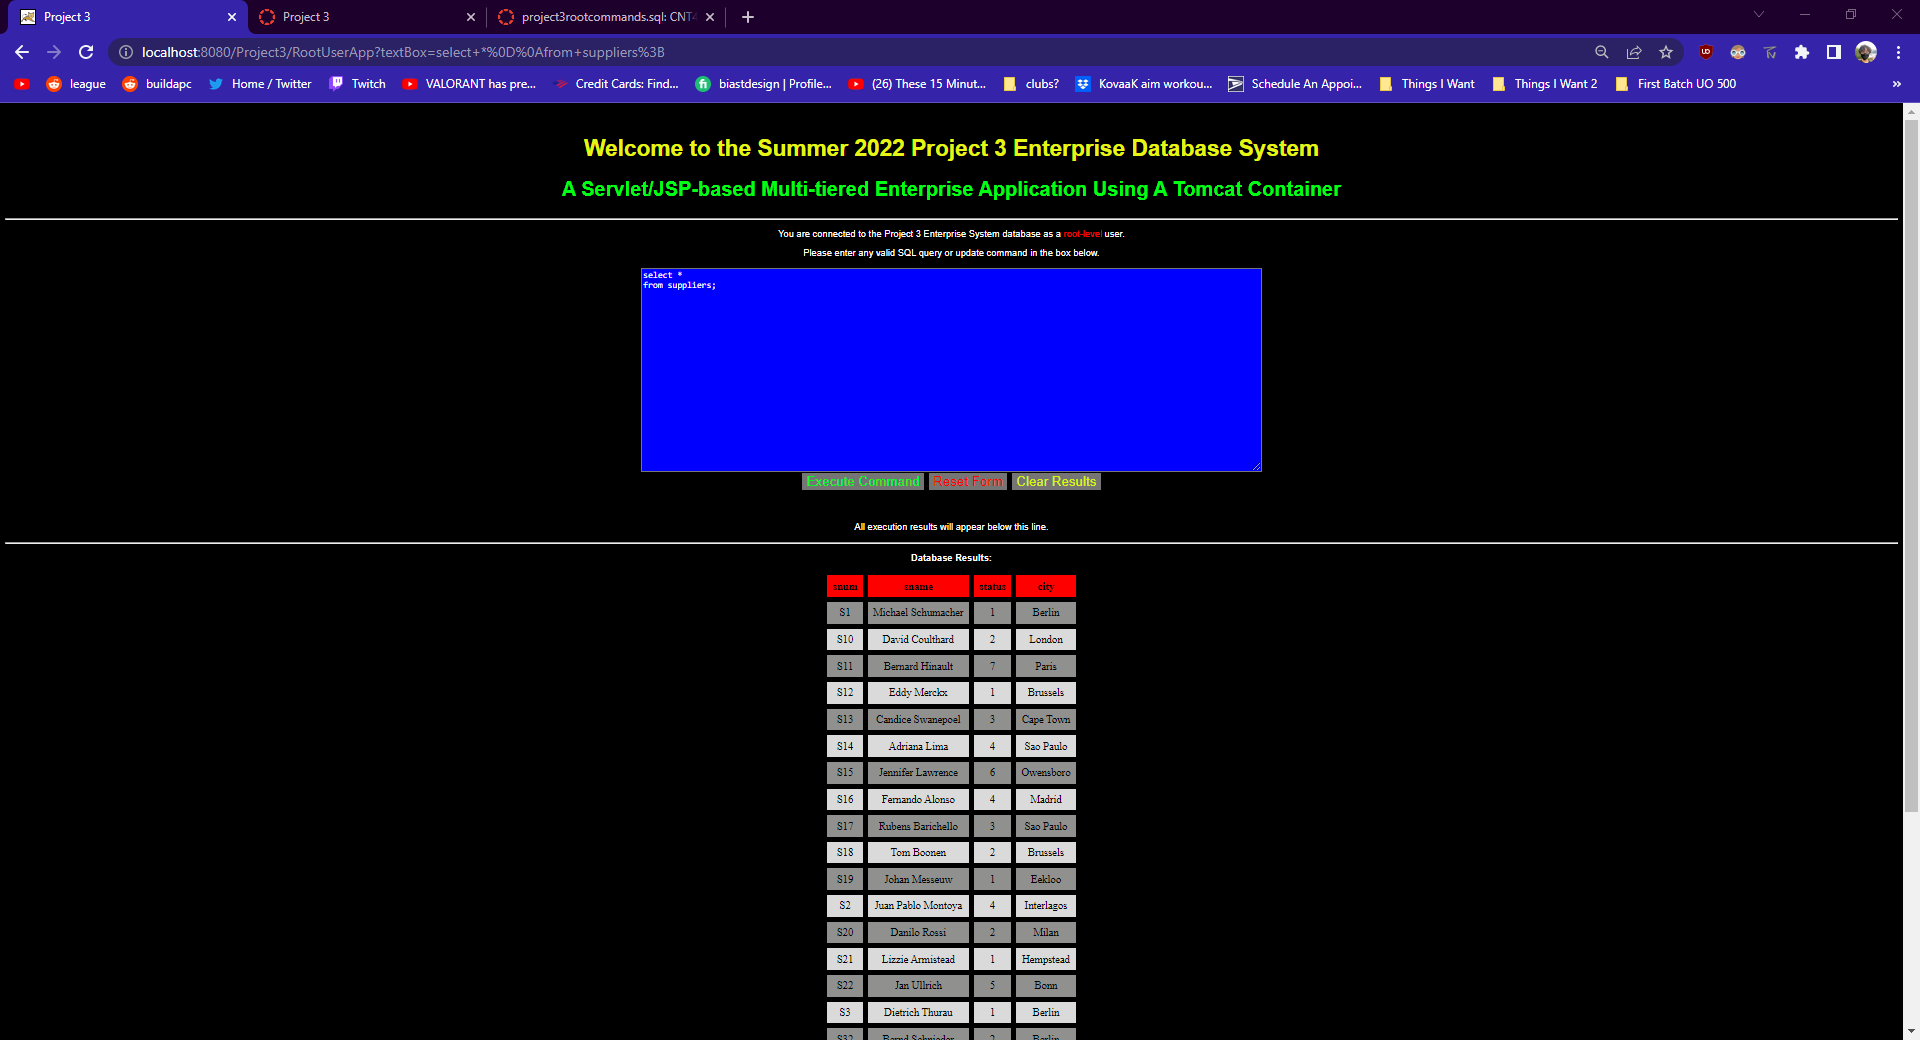 Project 3
Project 3
project3rootcommands.sql: CNT
localhost:8080/Project3/RootUserApp?textBox=select+*%0D%0Afrom+suppliers%3B
league buildapc Home / Twitter Twitch VALORANT has pre... Credit Cards: Find... biastdesign | Profile... (26) These 15 Minut... clubs? KovaaK aim workou... Schedule An Appoi... Things I Want Things I Want 2 First Batch UO 500 »
Welcome to the Summer 2022 Project 3 Enterprise Database System
A Servlet/JSP-based Multi-tiered Enterprise Application Using A Tomcat Container
You are connected to the Project 3 Enterprise System database as a root-level user.
Please enter any valid SQL query or update command in the box below.
select *
from suppliers;
Execute Command Reset Form Clear Results
All execution results will appear below this line.
Database Results:
snum sname status city
S1 Michael Schumacher 1 Berlin
S10 David Coulthard 2 London
S11 Bernard Hinault 7 Paris
S12 Eddy Merckx 1 Brussels
S13 Candice Swanepoel 3 Cape Town
S14 Adriana Lima 4 Sao Paulo
S15 Jennifer Lawrence 6 Owensboro
S16 Fernando Alonso 4 Madrid
S17 Rubens Barichello 3 Sao Paulo
S18 Tom Boonen 2 Brussels
S19 Johan Messeuw 1 Eekloo
S2 Juan Pablo Montoya 4 Interlagos
S20 Danilo Rossi 2 Milan
S21 Lizzie Armistead 1 Hempstead
S22 Jan Ullrich 5 Bonn
S3 Dietrich Thurau 1 Berlin